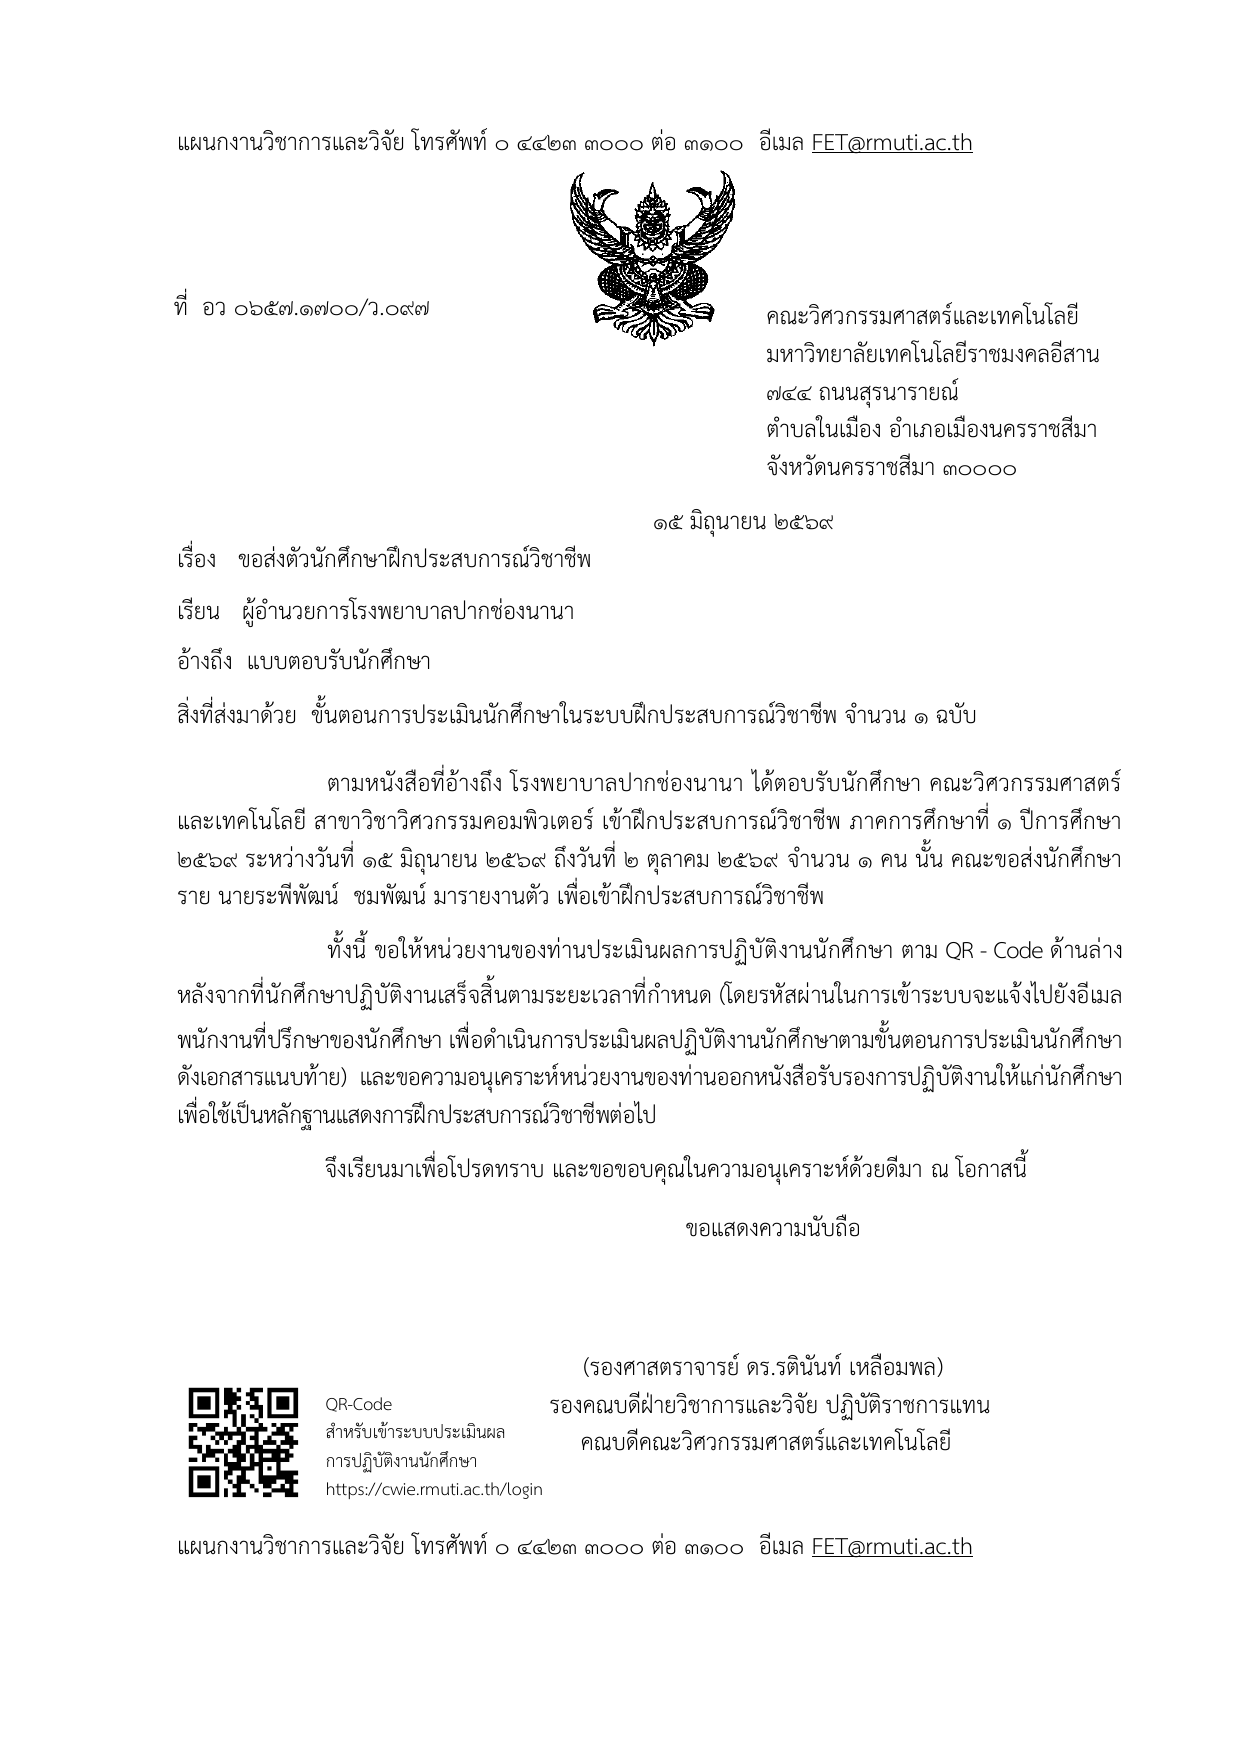 แผนกงานวิชาการและวิจัย โทรศัพท์ ๐ ๔๔๒๓ ๓๐๐๐ ต่อ ๓๑๐๐ อีเมล FET@rmuti.ac.th
ที่ อว ๐๖๕๗.๑๗๐๐/ว.๐๙๗
คณะวิศวกรรมศาสตร์และเทคโนโลยี
มหาวิทยาลัยเทคโนโลยีราชมงคลอีสาน
๗๔๔ ถนนสุรนารายณ์
ตำบลในเมือง อำเภอเมืองนครราชสีมา
จังหวัดนครราชสีมา ๓๐๐๐๐
๑๕ มิถุนายน ๒๕๖๙
เรื่อง ขอส่งตัวนักศึกษาฝึกประสบการณ์วิชาชีพ
เรียน ผู้อำนวยการโรงพยาบาลปากช่องนานา
อ้างถึง แบบตอบรับนักศึกษา
สิ่งที่ส่งมาด้วย ขั้นตอนการประเมินนักศึกษาในระบบฝึกประสบการณ์วิชาชีพ จำนวน ๑ ฉบับ
ตามหนังสือที่อ้างถึง โรงพยาบาลปากช่องนานา ได้ตอบรับนักศึกษา คณะวิศวกรรมศาสตร์
และเทคโนโลยี สาขาวิชาวิศวกรรมคอมพิวเตอร์ เข้าฝึกประสบการณ์วิชาชีพ ภาคการศึกษาที่ ๑ ปีการศึกษา
๒๕๖๙ ระหว่างวันที่ ๑๕ มิถุนายน ๒๕๖๙ ถึงวันที่ ๒ ตุลาคม ๒๕๖๙ จำนวน ๑ คน นั้น คณะขอส่งนักศึกษา
ราย นายระพีพัฒน์ ชมพัฒน์ มารายงานตัว เพื่อเข้าฝึกประสบการณ์วิชาชีพ
ทั้งนี้ ขอให้หน่วยงานของท่านประเมินผลการปฏิบัติงานนักศึกษา ตาม QR - Code ด้านล่าง
หลังจากที่นักศึกษาปฏิบัติงานเสร็จสิ้นตามระยะเวลาที่กำหนด (โดยรหัสผ่านในการเข้าระบบจะแจ้งไปยังอีเมล
พนักงานที่ปรึกษาของนักศึกษา เพื่อดำเนินการประเมินผลปฏิบัติงานนักศึกษาตามขั้นตอนการประเมินนักศึกษา
ดังเอกสารแนบท้าย) และขอความอนุเคราะห์หน่วยงานของท่านออกหนังสือรับรองการปฏิบัติงานให้แก่นักศึกษา
เพื่อใช้เป็นหลักฐานแสดงการฝึกประสบการณ์วิชาชีพต่อไป
จึงเรียนมาเพื่อโปรดทราบ และขอขอบคุณในความอนุเคราะห์ด้วยดีมา ณ โอกาสนี้
ขอแสดงความนับถือ
(รองศาสตราจารย์ ดร.รตินันท์ เหลือมพล)
รองคณบดีฝ่ายวิชาการและวิจัย ปฏิบัติราชการแทน
คณบดีคณะวิศวกรรมศาสตร์และเทคโนโลยี
QR-Code
สำหรับเข้าระบบประเมินผล
การปฏิบัติงานนักศึกษา
https://cwie.rmuti.ac.th/login
แผนกงานวิชาการและวิจัย โทรศัพท์ ๐ ๔๔๒๓ ๓๐๐๐ ต่อ ๓๑๐๐ อีเมล FET@rmuti.ac.th